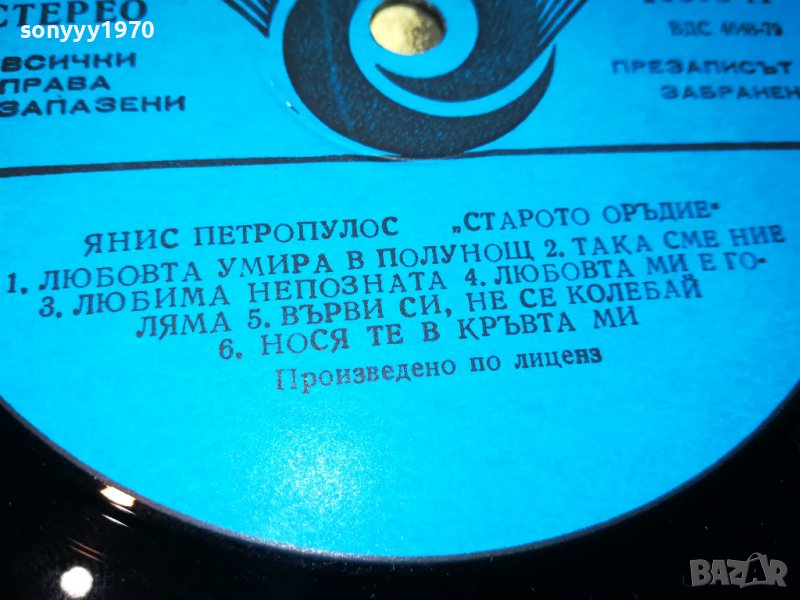 sonyyy1970
СТЕРЕО
ВСИЧКИ
ПРАВА
ЗАПАЗЕНИ
ПРЕЗАПИСЪТ
ЗАБРАНЕН
ЯНИС ПЕТРОПУЛОС „СТАРОТО ОРЪДИЕ“
1. ЛЮБОВТА УМИРА В ПОЛУНОЩ 2. ТАКА СМЕ НИЕ
3. ЛЮБИМА НЕПОЗНАТА 4. ЛЮБОВТА МИ Е ГО-
ЛЯМА 5. ВЪРВИ СИ, НЕ СЕ КОЛЕБАЙ
6. НОСЯ ТЕ В КРЪВТА МИ
Произведено по лиценз
BAZAR